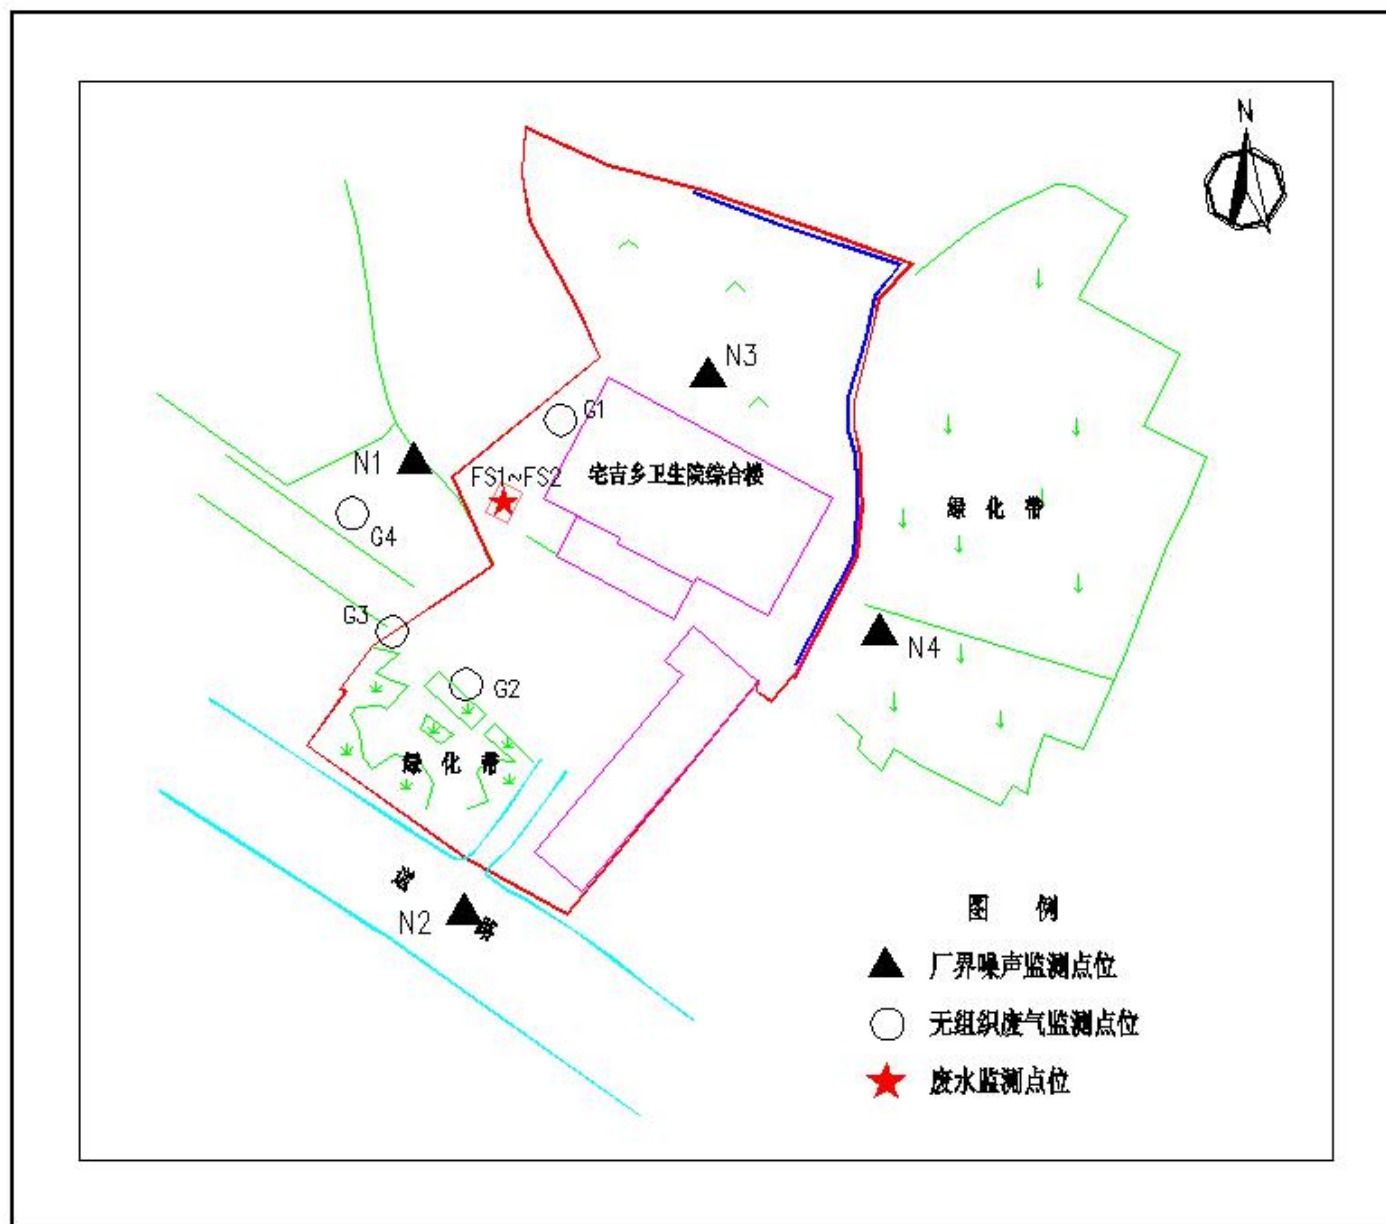 N
N3
G1
N1
FS1~FS2
宅吉乡卫生院综合楼
绿 化 带
G4
G3
N4
G2
绿 化 带
道
路
N2
图 例
厂界噪声监测点位
无组织废气监测点位
废水监测点位